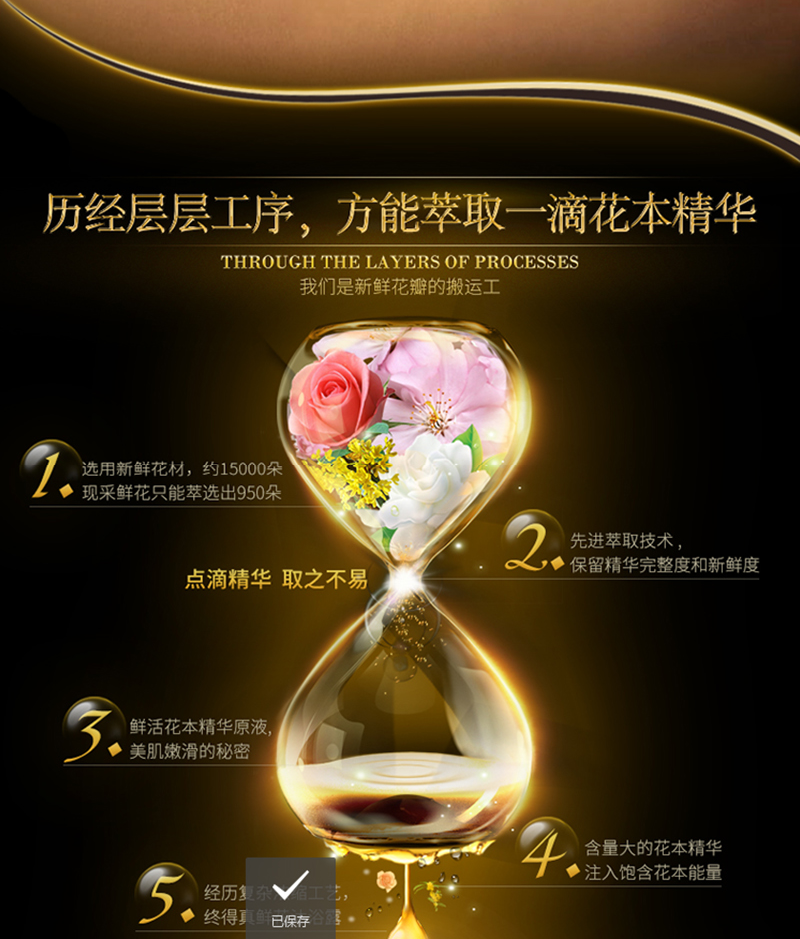 历经层层工序，方能萃取一滴花本精华
THROUGH THE LAYERS OF PROCESSES
我们是新鲜花瓣的搬运工
1.
选用新鲜花材，约15000朵
现采鲜花只能萃选出950朵
2.
先进萃取技术，
保留精华完整度和新鲜度
点滴精华 取之不易
3.
鲜活花本精华原液,
美肌嫩滑的秘密
4.
含量大的花本精华
注入饱含花本能量
5.
经历复杂 工艺，
终得真鲜 浴露
已保存